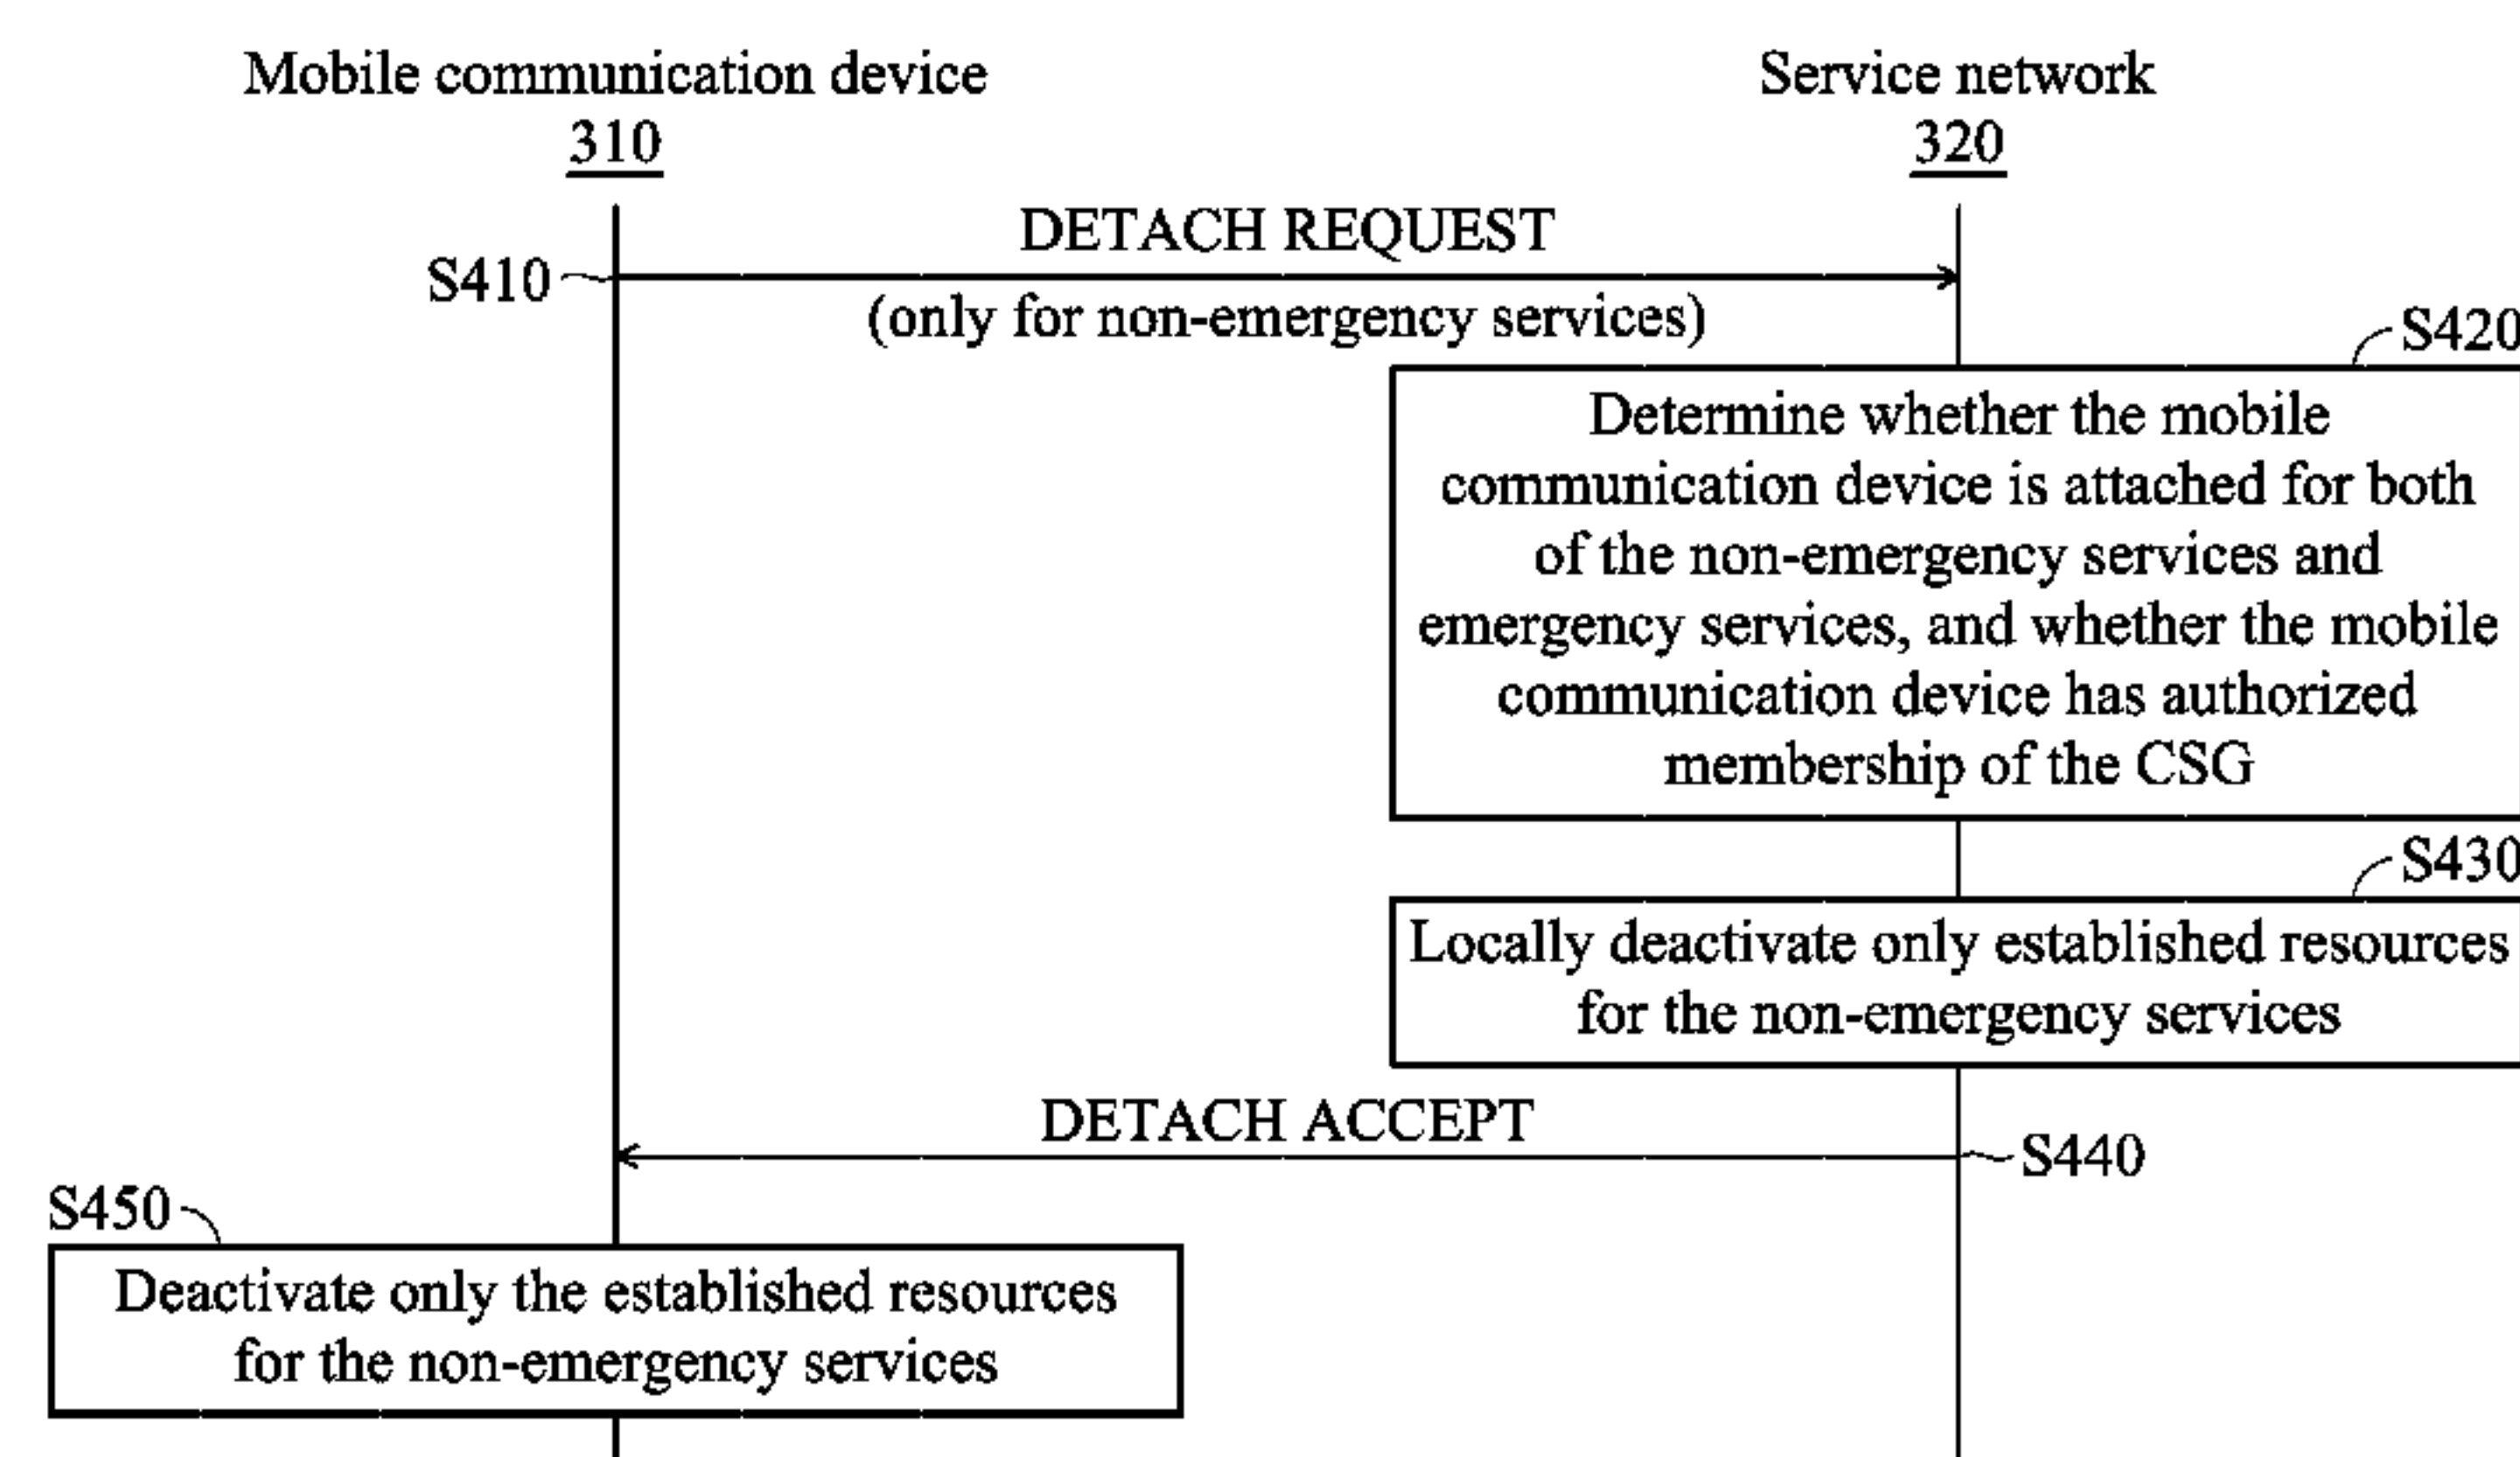 Mobile communication device
310
Service network
320
DETACH REQUEST
S410
(only for non-emergency services)
S420
Determine whether the mobile
communication device is attached for both
of the non-emergency services and
emergency services, and whether the mobile
communication device has authorized
membership of the CSG
S430
Locally deactivate only established resources
for the non-emergency services
DETACH ACCEPT
S440
S450
Deactivate only the established resources
for the non-emergency services